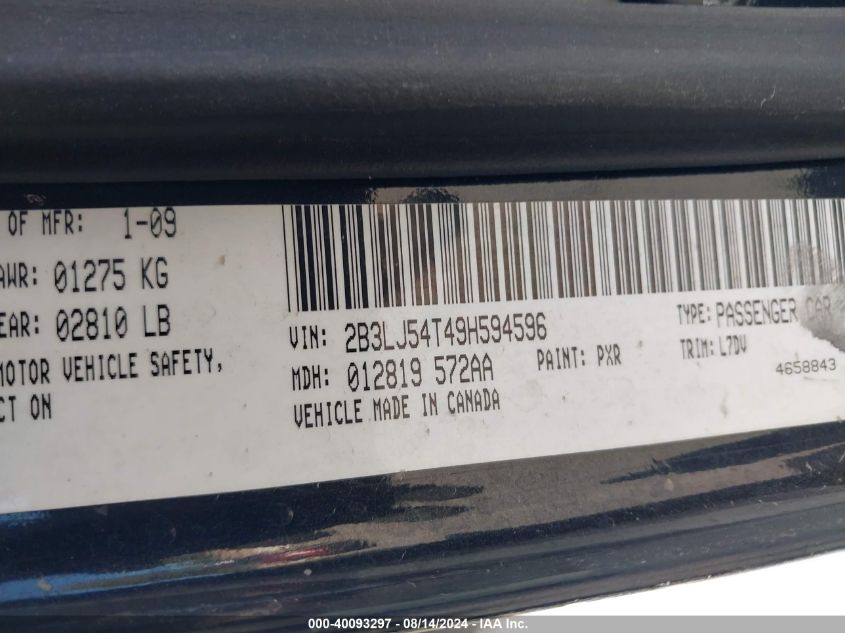 OF MFR: 1-09
AWR: 01275 KG
EAR: 02810 LB
MOTOR VEHICLE SAFETY,
CT ON
VIN: 2B3LJ54T49H594596
MDH: 012819 572AA
PAINT: PXR
VEHICLE MADE IN CANADA
TYPE: PASSENGER CAR
TRIM: L7DV
4658843
000-40093297 - 08/14/2024 - IAA Inc.